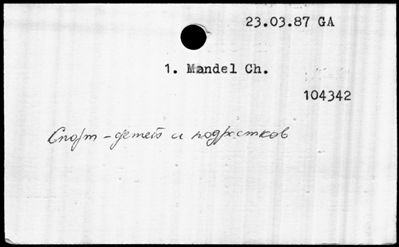 23.03.87 GA
1. Mandel Ch.
104342
Спорт - детей и подростков